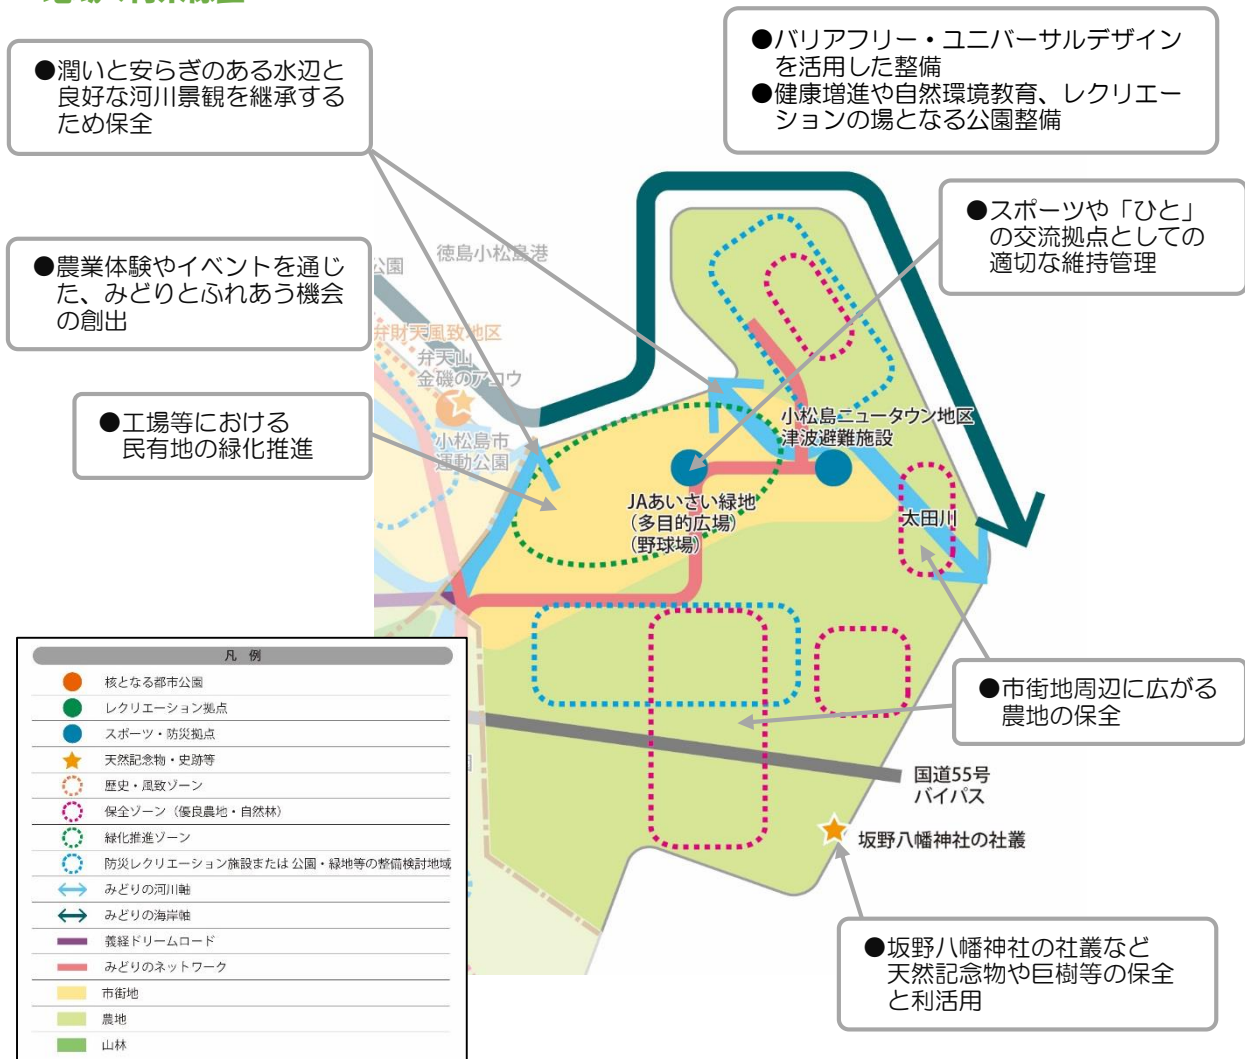 ●潤いと安らぎのある水辺と
良好な河川景観を継承する
ため保全
●バリアフリー・ユニバーサルデザイン
を活用した整備
●健康増進や自然環境教育、レクリエー
ションの場となる公園整備
●スポーツや「ひと」
の交流拠点としての
適切な維持管理
●農業体験やイベントを通じ
た、みどりとふれあう機会
の創出
●工場等における
民有地の緑化推進
公園
徳島小松島港
弁財天風致地区
弁天山
金磯のアコウ
小松島市
運動公園
小松島ニュータウン地区
津波避難施設
JAあいさい緑地
(多目的広場)
(野球場)
太田川
●市街地周辺に広がる
農地の保全
国道55号
バイパス
坂野八幡神社の社叢
●坂野八幡神社の社叢など
天然記念物や巨樹等の保全
と利活用
凡 例
核となる都市公園
レクリエーション拠点
スポーツ・防災拠点
天然記念物・史跡等
歴史・風致ゾーン
保全ゾーン（優良農地・自然林）
緑化推進ゾーン
防災レクリエーション施設または 公園・緑地等の整備検討地域
みどりの河川軸
みどりの海岸軸
義経ドリームロード
みどりのネットワーク
市街地
農地
山林